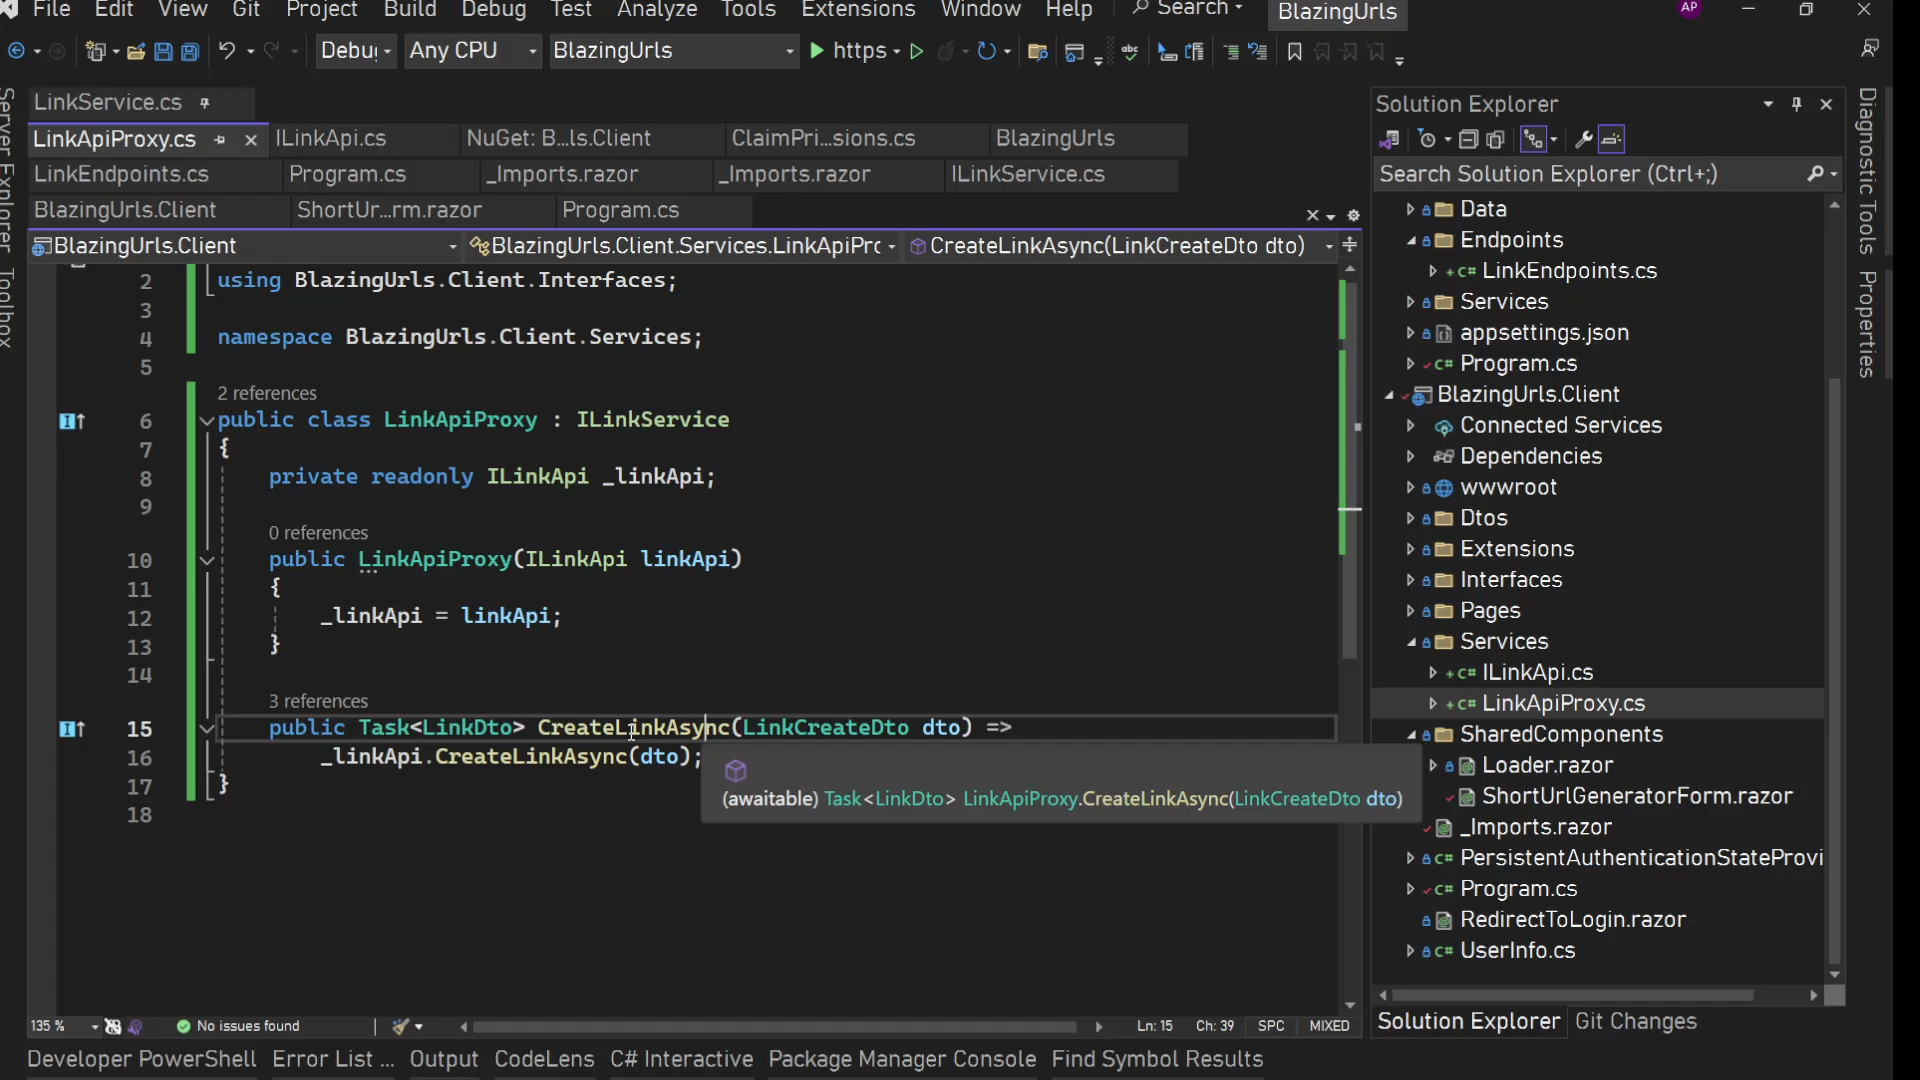 File Edit View Git Project Build Debug Test Analyze Tools Extensions Window Help Search BlazingUrls AP
Debu Any CPU BlazingUrls https
LinkService.cs
LinkApiProxy.cs ILinkApi.cs NuGet: B...ls.Client ClaimPri...sions.cs BlazingUrls
LinkEndpoints.cs Program.cs _Imports.razor _Imports.razor ILinkService.cs
BlazingUrls.Client ShortUr...rm.razor Program.cs
BlazingUrls.Client BlazingUrls.Client.Services.LinkApiPrc CreateLinkAsync(LinkCreateDto dto)
2 using BlazingUrls.Client.Interfaces;
3
4 namespace BlazingUrls.Client.Services;
5
2 references
6 public class LinkApiProxy : ILinkService
7 {
8 private readonly ILinkApi _linkApi;
9
0 references
10 public LinkApiProxy(ILinkApi linkApi)
11 {
12 _linkApi = linkApi;
13 }
14
3 references
15 public Task<LinkDto> CreateLinkAsync(LinkCreateDto dto) =>
16 _linkApi.CreateLinkAsync(dto);
17 }
18
(awaitable) Task<LinkDto> LinkApiProxy.CreateLinkAsync(LinkCreateDto dto)
135 % No issues found Ln: 15 Ch: 39 SPC MIXED
Developer PowerShell Error List ... Output CodeLens C# Interactive Package Manager Console Find Symbol Results
Server Explorer
Toolbox
Solution Explorer
Search Solution Explorer (Ctrl+;)
Data
Endpoints
C# LinkEndpoints.cs
Services
appsettings.json
C# Program.cs
BlazingUrls.Client
Connected Services
Dependencies
wwwroot
Dtos
Extensions
Interfaces
Pages
Services
C# ILinkApi.cs
C# LinkApiProxy.cs
SharedComponents
Loader.razor
ShortUrlGeneratorForm.razor
_Imports.razor
C# PersistentAuthenticationStateProvi
C# Program.cs
RedirectToLogin.razor
C# UserInfo.cs
Solution Explorer Git Changes
Diagnostic Tools
Properties